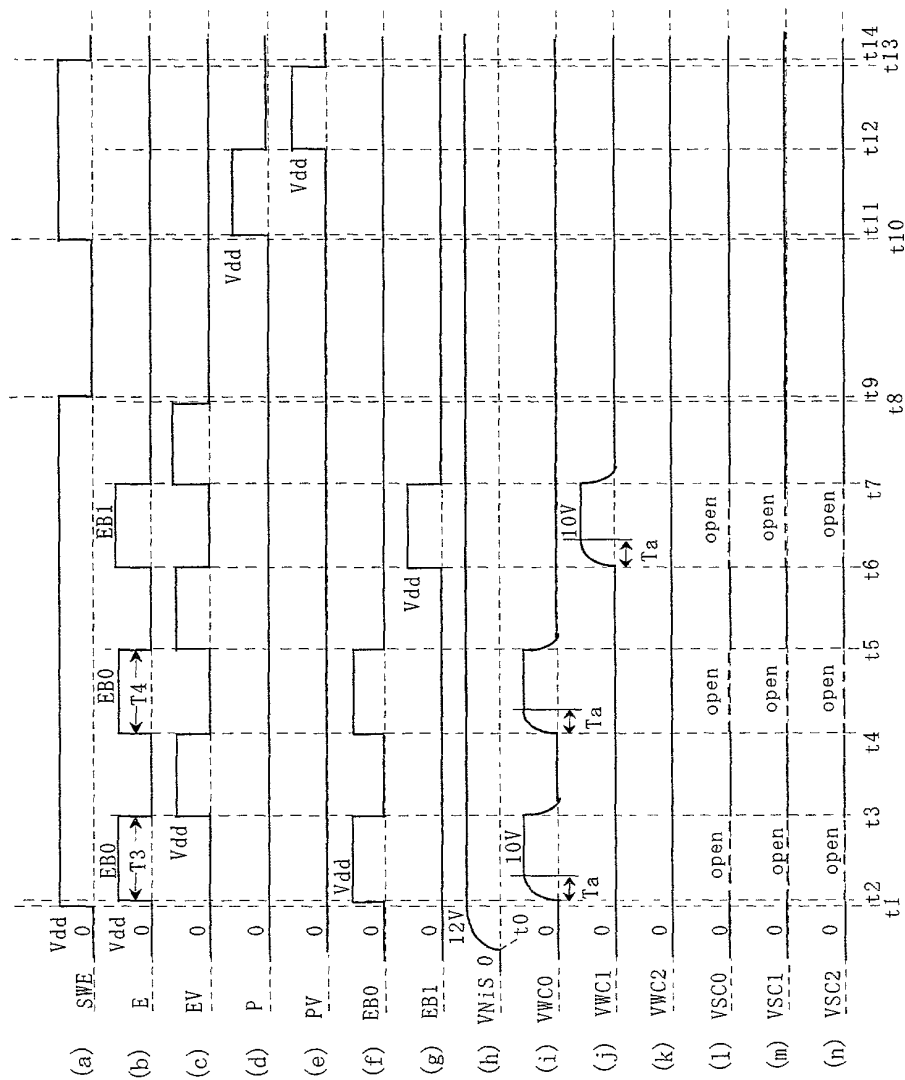 (a) SWE Vdd 0
(b) E Vdd 0 EB0 T3 EB0 T4 EB1
(c) EV 0 Vdd
(d) P 0 Vdd
(e) PV 0 Vdd
(f) EB0 0 Vdd
(g) EB1 0 Vdd
(h) VNiS 0 12V t0
(i) VWC0 0 10V Ta Ta
(j) VWC1 0 10V Ta
(k) VWC2 0
(l) VSC0 0 open open open
(m) VSC1 0 open open open
(n) VSC2 0 open open open
t1 t2 t3 t4 t5 t6 t7 t8 t9 t10 t11 t12 t13 t14